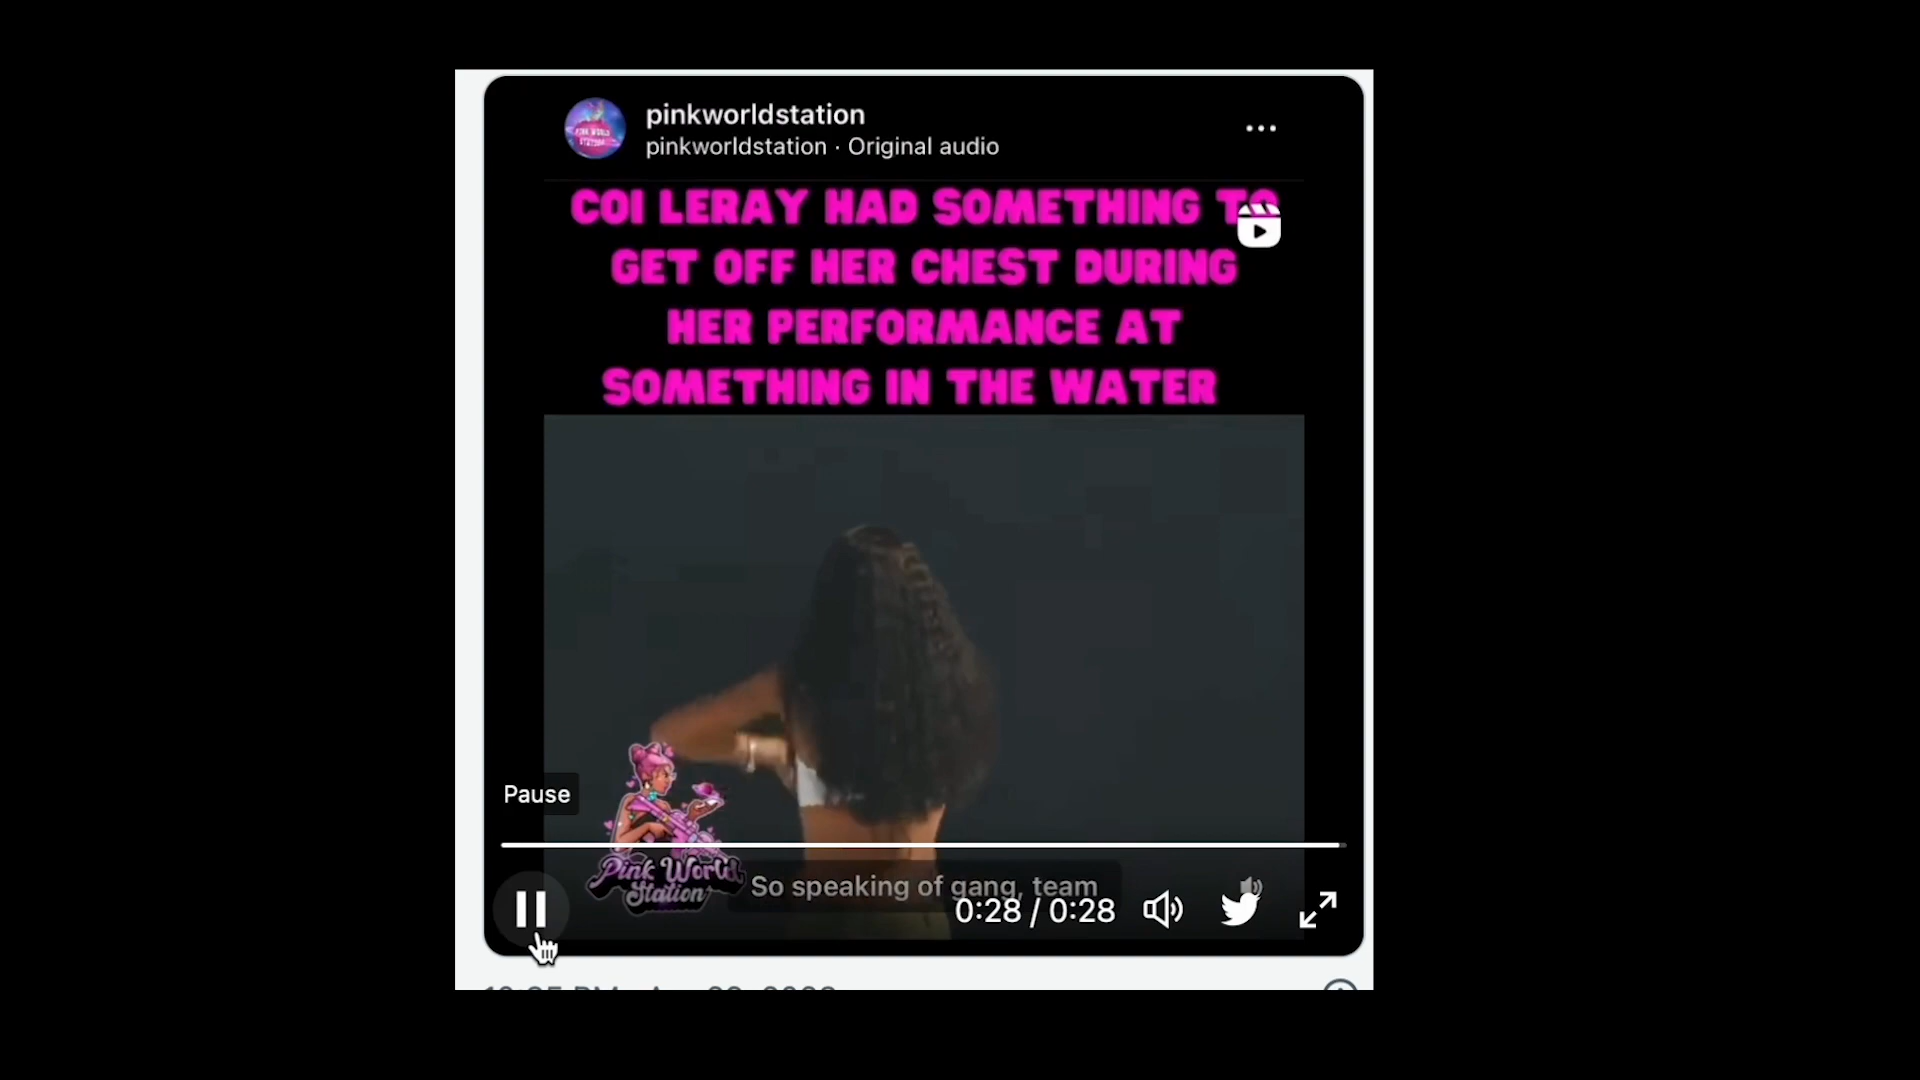 pinkworldstation
pinkworldstation · Original audio
COI LERAY HAD SOMETHING TO
GET OFF HER CHEST DURING
HER PERFORMANCE AT
SOMETHING IN THE WATER
Pause
Pink World
Station
So speaking of gang, team
0:28 / 0:28